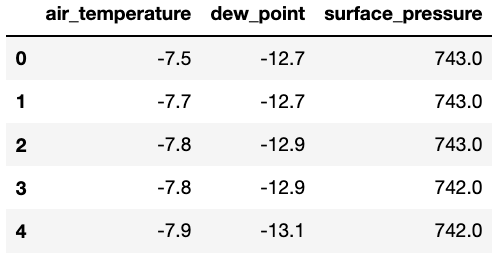 air_temperature dew_point surface_pressure
0 -7.5 -12.7 743.0
1 -7.7 -12.7 743.0
2 -7.8 -12.9 743.0
3 -7.8 -12.9 742.0
4 -7.9 -13.1 742.0